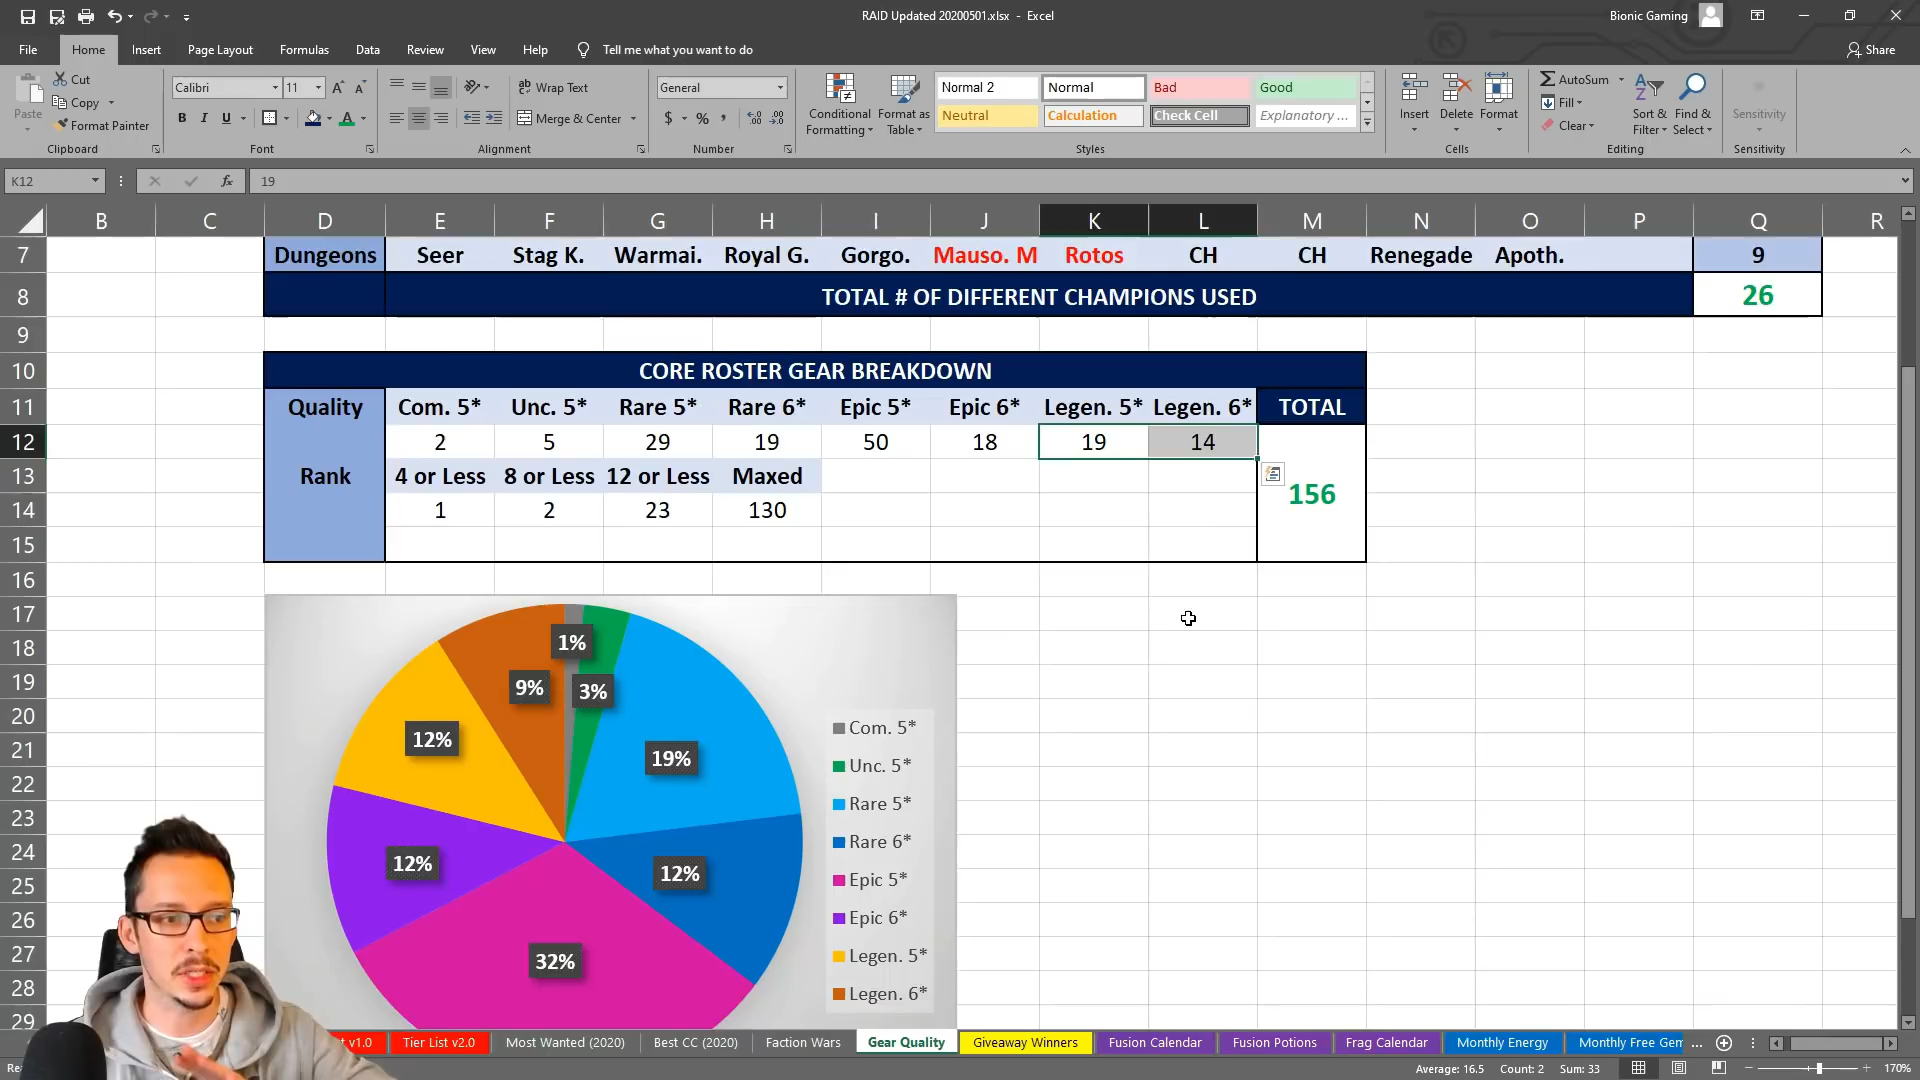 RAID Updated 20200501.xlsx - Excel
Bionic Gaming
File Home Insert Page Layout Formulas Data Review View Help Tell me what you want to do Share
Paste
Cut
Copy
Format Painter
Clipboard
Calibri 11
B I U
Font
Wrap Text
Merge & Center
Alignment
General
$ % ,
Number
Conditional Formatting
Format as Table
Normal 2 Normal Bad Good
Neutral Calculation Check Cell Explanatory ...
Styles
Insert Delete Format
Cells
AutoSum
Fill
Clear
Sort & Filter
Find & Select
Editing
Sensitivity
Sensitivity
K12 fx 19
B C D E F G H I J K L M N O P Q R
7 Dungeons Seer Stag K. Warmai. Royal G. Gorgo. Mauso. M Rotos CH CH Renegade Apoth. 9
8 TOTAL # OF DIFFERENT CHAMPIONS USED 26
9
10 CORE ROSTER GEAR BREAKDOWN
11 Quality Com. 5* Unc. 5* Rare 5* Rare 6* Epic 5* Epic 6* Legen. 5* Legen. 6* TOTAL
12 2 5 29 19 50 18 19 14
13 Rank 4 or Less 8 or Less 12 or Less Maxed
156
14 1 2 23 130
15
16
17
18
19
20
21
22
23
24
25
26
27
28
29
1%
9%
3%
12%
19%
12%
12%
32%
Com. 5*
Unc. 5*
Rare 5*
Rare 6*
Epic 5*
Epic 6*
Legen. 5*
Legen. 6*
v1.0 Tier List v2.0 Most Wanted (2020) Best CC (2020) Faction Wars Gear Quality Giveaway Winners Fusion Calendar Fusion Potions Frag Calendar Monthly Energy Monthly Free Gem ...
Average: 16.5 Count: 2 Sum: 33 170%